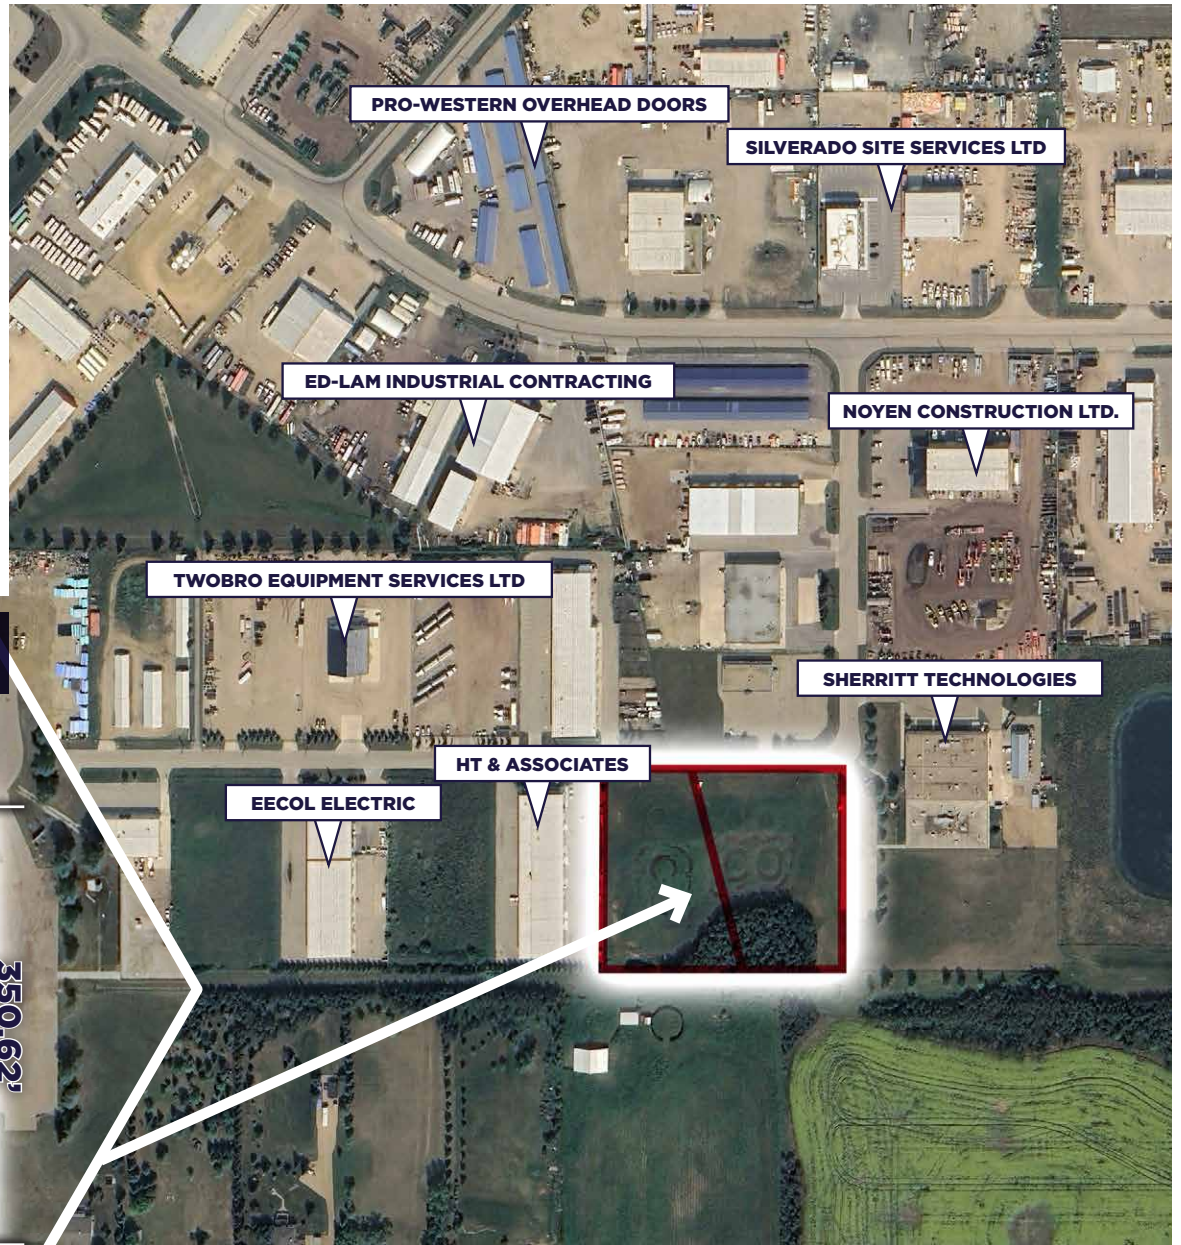 PRO-WESTERN OVERHEAD DOORS
SILVERADO SITE SERVICES LTD
ED-LAM INDUSTRIAL CONTRACTING
NOYEN CONSTRUCTION LTD.
TWOBRO EQUIPMENT SERVICES LTD
SHERRITT TECHNOLOGIES
HT & ASSOCIATES
EECOL ELECTRIC
350.62'